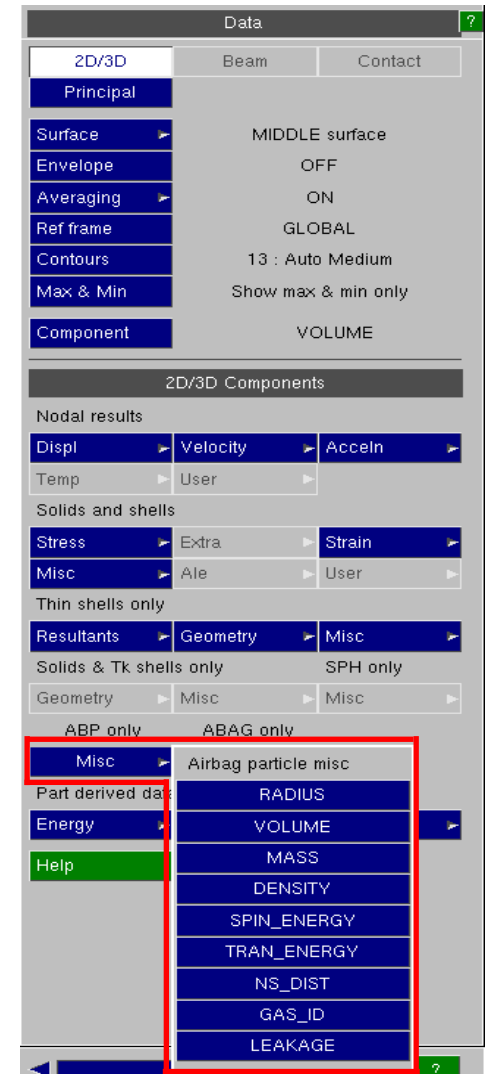 Data ?
2D/3D Beam Contact
Principal
Surface MIDDLE surface
Envelope OFF
Averaging ON
Ref frame GLOBAL
Contours 13 : Auto Medium
Max & Min Show max & min only
Component VOLUME
2D/3D Components
Nodal results
Displ Velocity Acceln
Temp User
Solids and shells
Stress Extra Strain
Misc Ale User
Thin shells only
Resultants Geometry Misc
Solids & Tk shells only SPH only
Geometry Misc Misc
ABP only ABAG only
Misc Airbag particle misc
Part derived RADIUS
Energy VOLUME
Help MASS
DENSITY
SPIN_ENERGY
TRAN_ENERGY
NS_DIST
GAS_ID
LEAKAGE
?